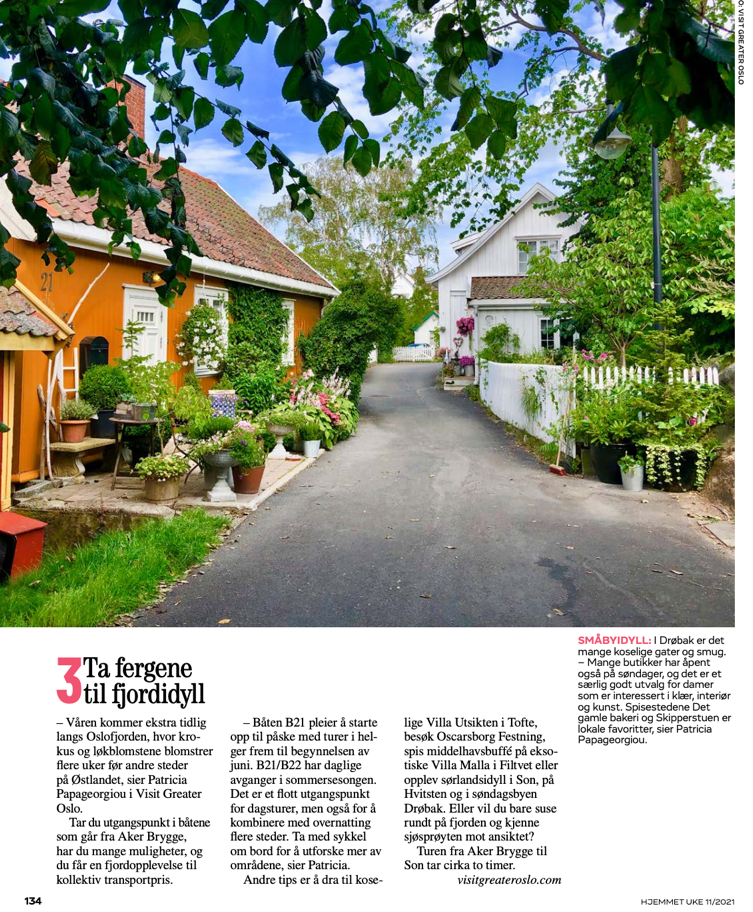 O: VISIT GREATER OSLO
21
3 Ta fergene
til fjordidyll
– Våren kommer ekstra tidlig
langs Oslofjorden, hvor kro-
kus og løkblomstene blomstrer
flere uker før andre steder
på Østlandet, sier Patricia
Papageorgiou i Visit Greater
Oslo.
Tar du utgangspunkt i båtene
som går fra Aker Brygge,
har du mange muligheter, og
du får en fjordopplevelse til
kollektiv transportpris.
– Båten B21 pleier å starte
opp til påske med turer i hel-
ger frem til begynnelsen av
juni. B21/B22 har daglige
avganger i sommersesongen.
Det er et flott utgangspunkt
for dagsturer, men også for å
kombinere med overnatting
flere steder. Ta med sykkel
om bord for å utforske mer av
områdene, sier Patricia.
Andre tips er å dra til kose-
lige Villa Utsikten i Tofte,
besøk Oscarsborg Festning,
spis middelhavsbuffé på ekso-
tiske Villa Malla i Filtvet eller
opplev sørlandsidyll i Son, på
Hvitsten og i søndagsbyen
Drøbak. Eller vil du bare suse
rundt på fjorden og kjenne
sjøsprøyten mot ansiktet?
Turen fra Aker Brygge til
Son tar cirka to timer.
visitgreateroslo.com
SMÅBYIDYLL: I Drøbak er det
mange koselige gater og smug.
– Mange butikker har åpent
også på søndager, og det er et
særlig godt utvalg for damer
som er interessert i klær, interiør
og kunst. Spisestedene Det
gamle bakeri og Skipperstuen er
lokale favoritter, sier Patricia
Papageorgiou.
134
HJEMMET UKE 11/2021